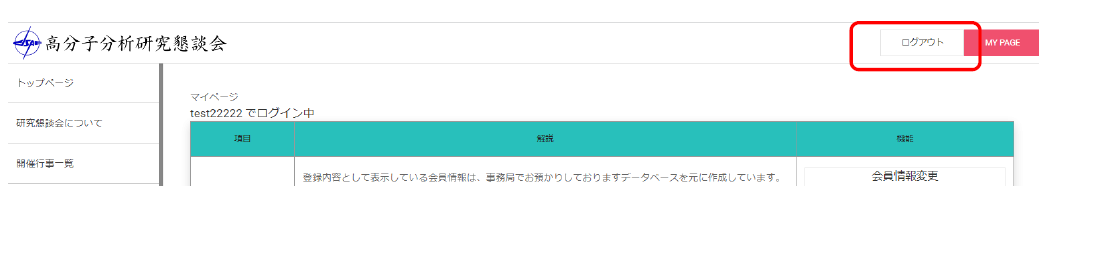 JSAC 高分子分析研究懇談会
ログアウト
MY PAGE
トップページ
研究懇談会について
開催行事一覧
マイページ
test22222 でログイン中
項目 解説 機能
登録内容として表示している会員情報は、事務局でお預かりしておりますデータベースを元に作成しています。
会員情報変更